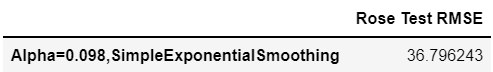 Rose Test RMSE
Alpha=0.098,SimpleExponentialSmoothing 36.796243